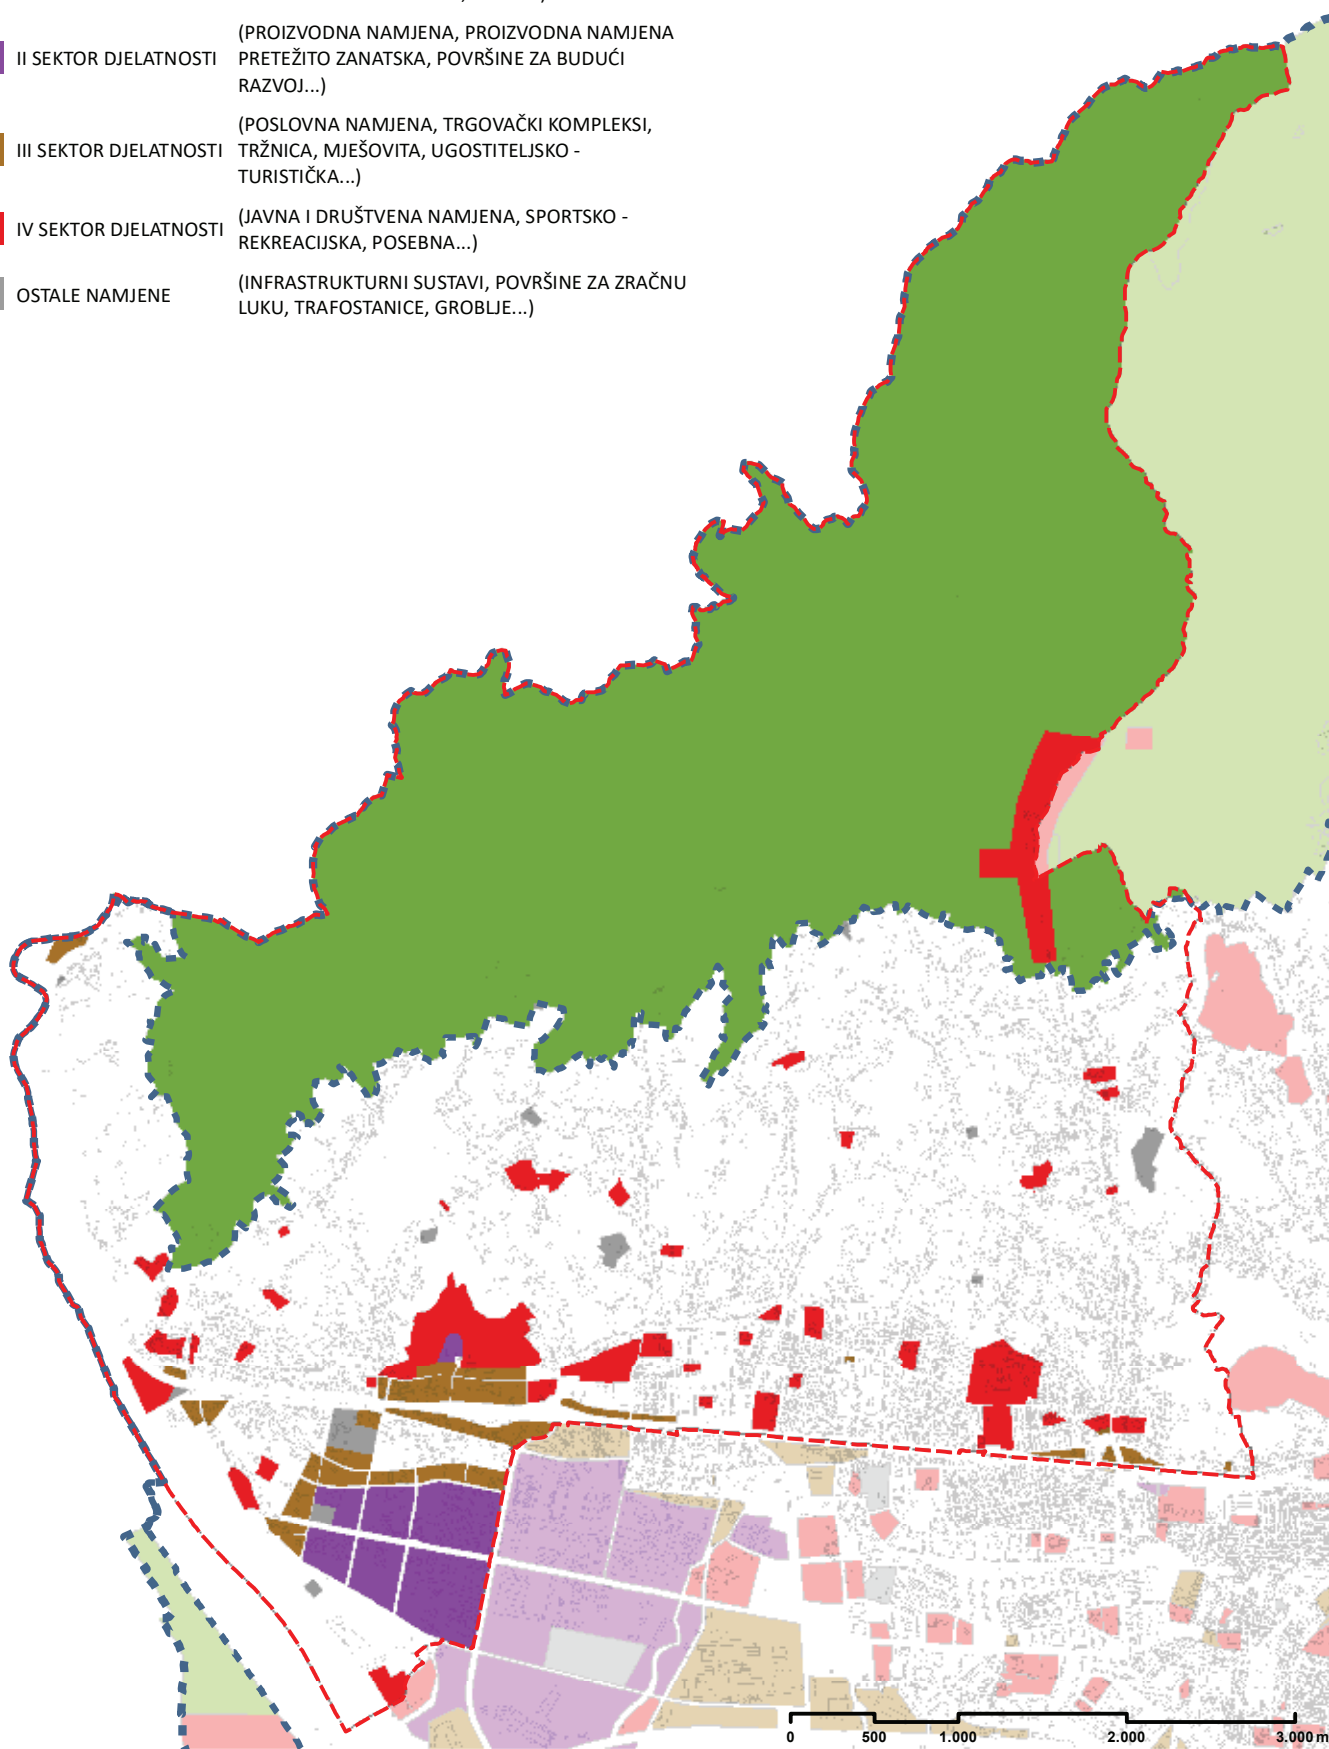 II SEKTOR DJELATNOSTI
(PROIZVODNA NAMJENA, PROIZVODNA NAMJENA
PRETEŽITO ZANATSKA, POVRŠINE ZA BUDUĆI
RAZVOJ...)
III SEKTOR DJELATNOSTI
(POSLOVNA NAMJENA, TRGOVAČKI KOMPLEKSI,
TRŽNICA, MJEŠOVITA, UGOSTITELJSKO -
TURISTIČKA...)
IV SEKTOR DJELATNOSTI
(JAVNA I DRUŠTVENA NAMJENA, SPORTSKO -
REKREACIJSKA, POSEBNA...)
OSTALE NAMJENE
(INFRASTRUKTURNI SUSTAVI, POVRŠINE ZA ZRAČNU
LUKU, TRAFOSTANICE, GROBLJE...)
0 500 1.000 2.000 3.000 m